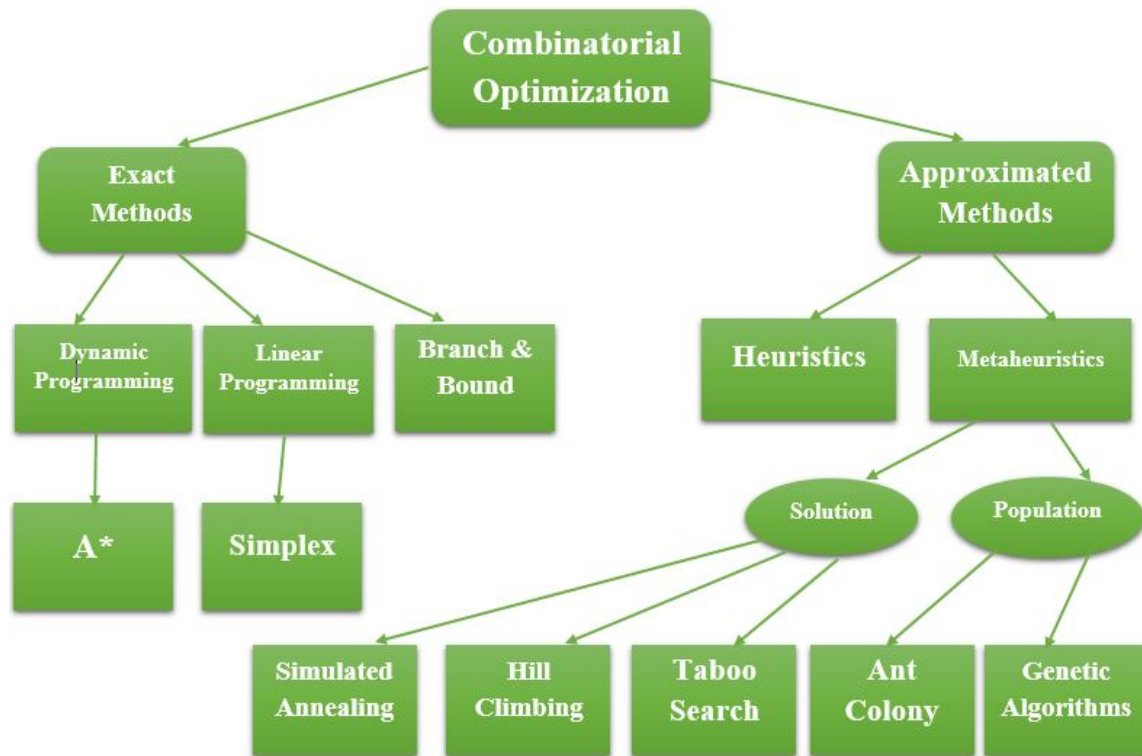 Combinatorial
Optimization
Exact
Methods
Approximated
Methods
Dynamic
Programming
Linear
Programming
Branch &
Bound
Heuristics
Metaheuristics
A*
Simplex
Solution
Population
Simulated
Annealing
Hill
Climbing
Taboo
Search
Ant
Colony
Genetic
Algorithms